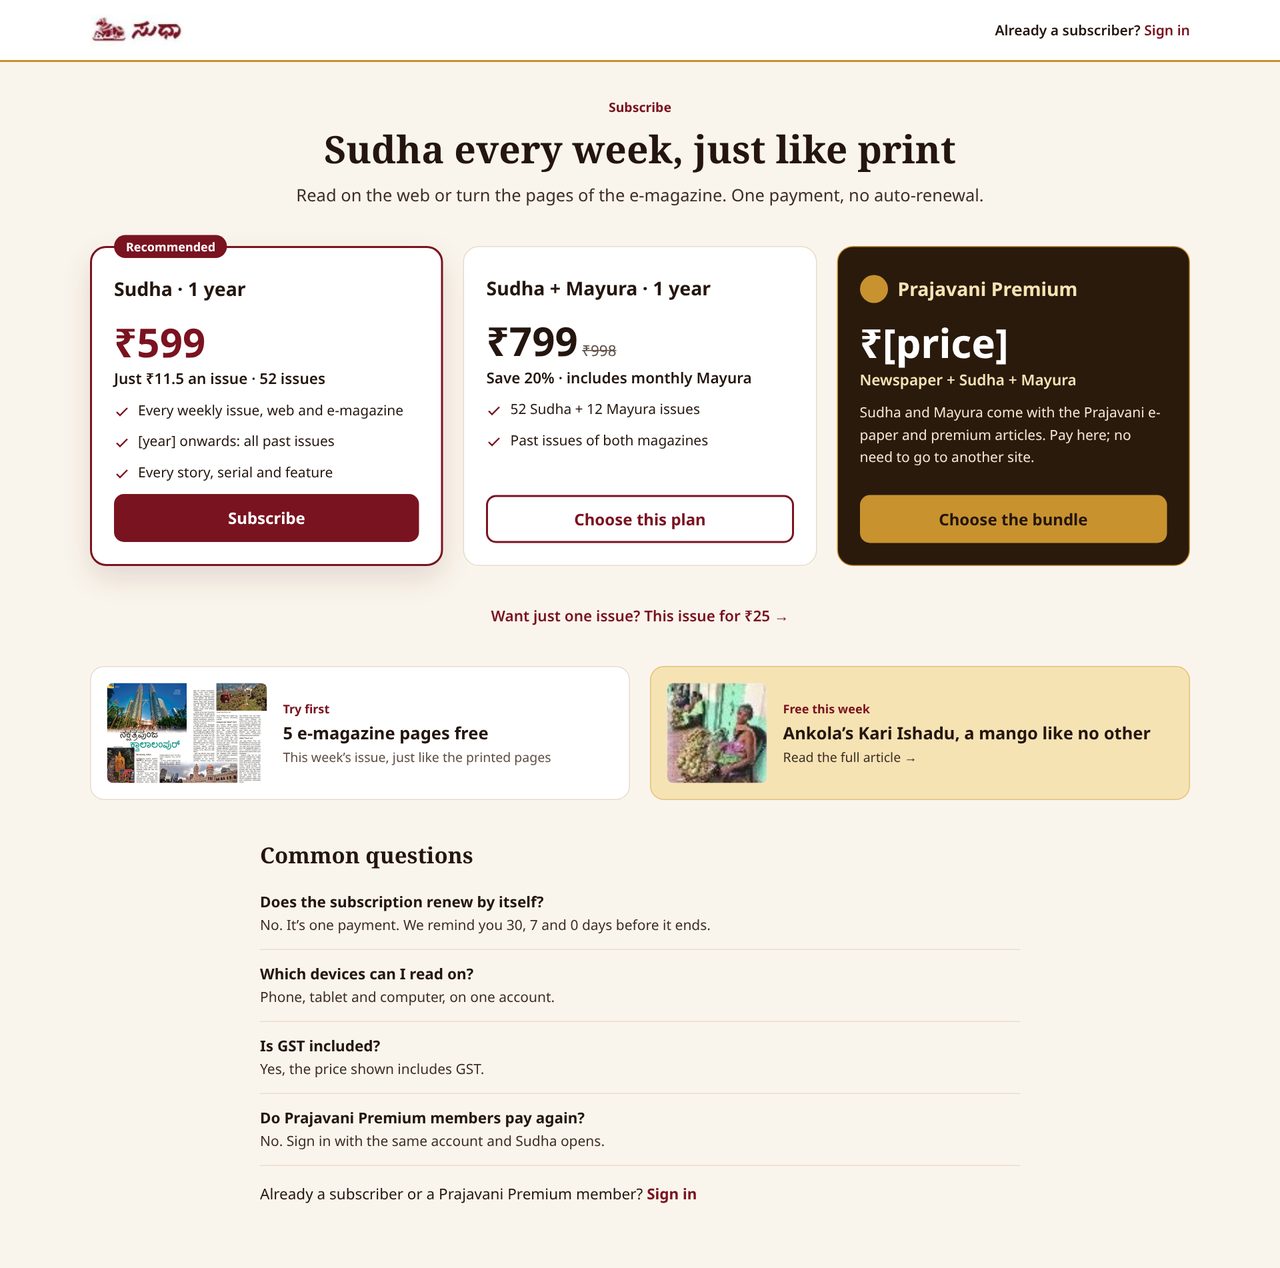 ಸುಧಾ
Already a subscriber? Sign in
Subscribe
Sudha every week, just like print
Read on the web or turn the pages of the e-magazine. One payment, no auto-renewal.
Recommended
Sudha · 1 year
₹599
Just ₹11.5 an issue · 52 issues
Every weekly issue, web and e-magazine
[year] onwards: all past issues
Every story, serial and feature
Subscribe
Sudha + Mayura · 1 year
₹799 ₹998
Save 20% · includes monthly Mayura
52 Sudha + 12 Mayura issues
Past issues of both magazines
Choose this plan
Prajavani Premium
₹[price]
Newspaper + Sudha + Mayura
Sudha and Mayura come with the Prajavani e-
paper and premium articles. Pay here; no
need to go to another site.
Choose the bundle
Want just one issue? This issue for ₹25 →
Try first
5 e-magazine pages free
This week’s issue, just like the printed pages
Free this week
Ankola’s Kari Ishadu, a mango like no other
Read the full article →
Common questions
Does the subscription renew by itself?
No. It’s one payment. We remind you 30, 7 and 0 days before it ends.
Which devices can I read on?
Phone, tablet and computer, on one account.
Is GST included?
Yes, the price shown includes GST.
Do Prajavani Premium members pay again?
No. Sign in with the same account and Sudha opens.
Already a subscriber or a Prajavani Premium member? Sign in